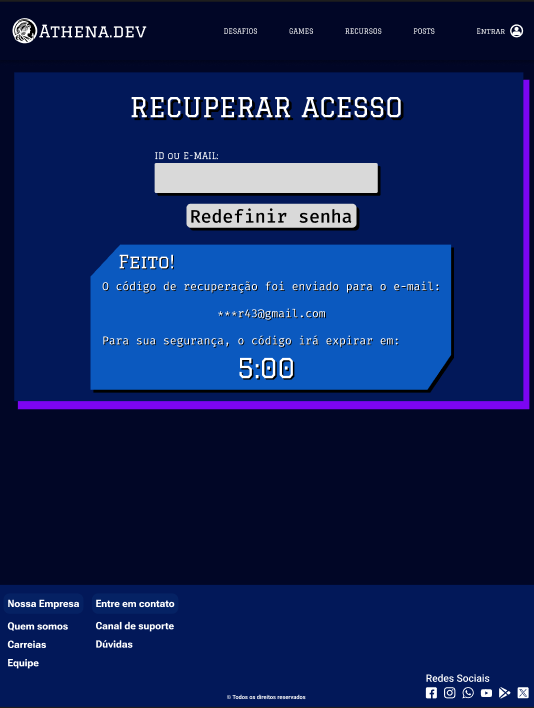 Athena.dev
DESAFIOS GAMES RECURSOS POSTS Entrar
RECUPERAR ACESSO
ID ou E-MAIL:
Redefinir senha
Feito!
O código de recuperação foi enviado para o e-mail:
***r43@gmail.com
Para sua segurança, o código irá expirar em:
5:00
Nossa Empresa
Quem somos
Carreias
Equipe
Entre em contato
Canal de suporte
Dúvidas
Redes Sociais
© Todos os direitos reservados